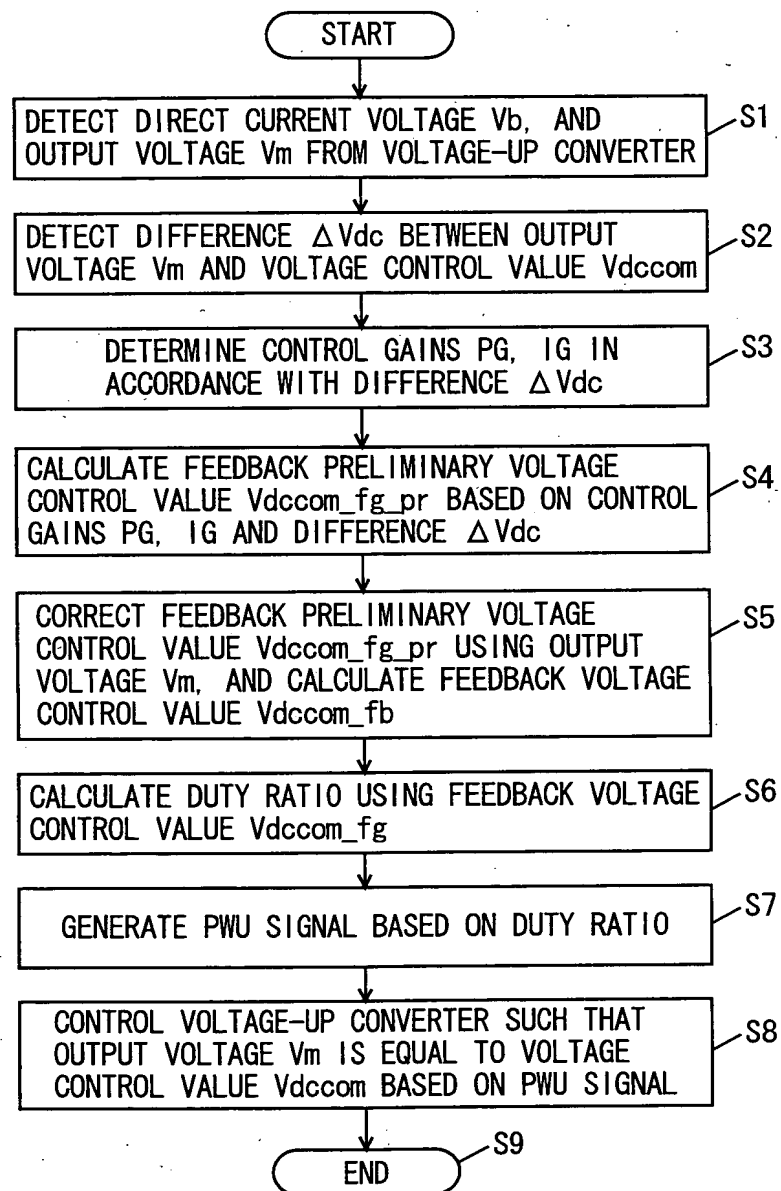 START
DETECT DIRECT CURRENT VOLTAGE Vb, AND
OUTPUT VOLTAGE Vm FROM VOLTAGE-UP CONVERTER
S1
DETECT DIFFERENCE ΔVdc BETWEEN OUTPUT
VOLTAGE Vm AND VOLTAGE CONTROL VALUE Vdccom
S2
DETERMINE CONTROL GAINS PG, IG IN
ACCORDANCE WITH DIFFERENCE ΔVdc
S3
CALCULATE FEEDBACK PRELIMINARY VOLTAGE
CONTROL VALUE Vdccom_fg_pr BASED ON CONTROL
GAINS PG, IG AND DIFFERENCE ΔVdc
S4
CORRECT FEEDBACK PRELIMINARY VOLTAGE
CONTROL VALUE Vdccom_fg_pr USING OUTPUT
VOLTAGE Vm, AND CALCULATE FEEDBACK VOLTAGE
CONTROL VALUE Vdccom_fb
S5
CALCULATE DUTY RATIO USING FEEDBACK VOLTAGE
CONTROL VALUE Vdccom_fg
S6
GENERATE PWU SIGNAL BASED ON DUTY RATIO
S7
CONTROL VOLTAGE-UP CONVERTER SUCH THAT
OUTPUT VOLTAGE Vm IS EQUAL TO VOLTAGE
CONTROL VALUE Vdccom BASED ON PWU SIGNAL
S8
END
S9